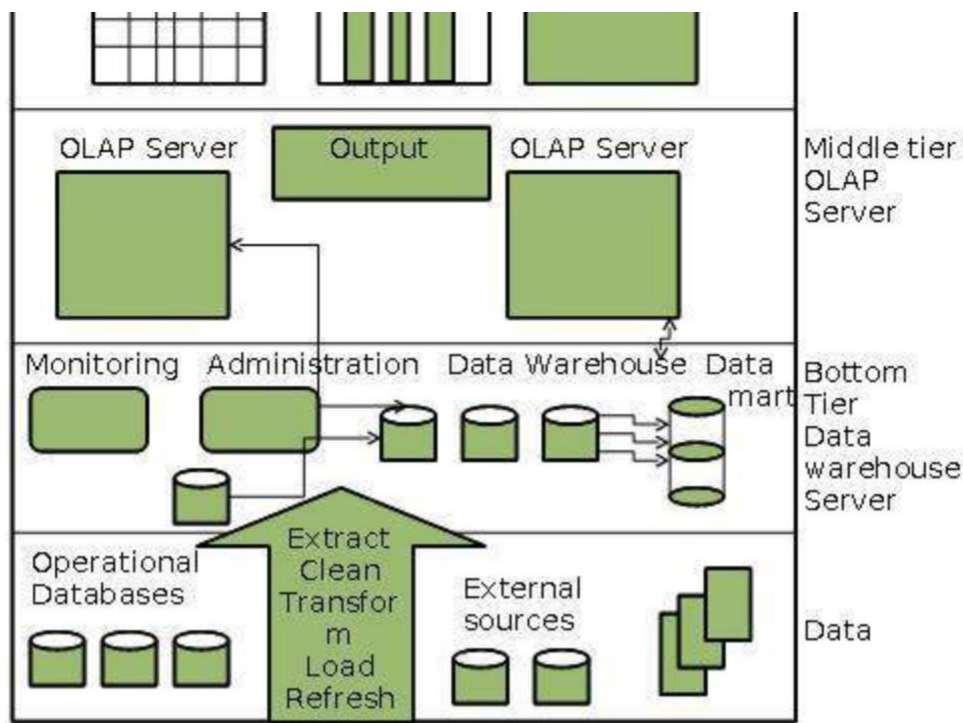 OLAP Server
Output
OLAP Server
Middle tier
OLAP
Server
Monitoring
Administration
Data Warehouse
Data
mart
Bottom
Tier
Data
warehouse
Server
Operational
Databases
Extract
Clean
Transfor
m
Load
Refresh
External
sources
Data